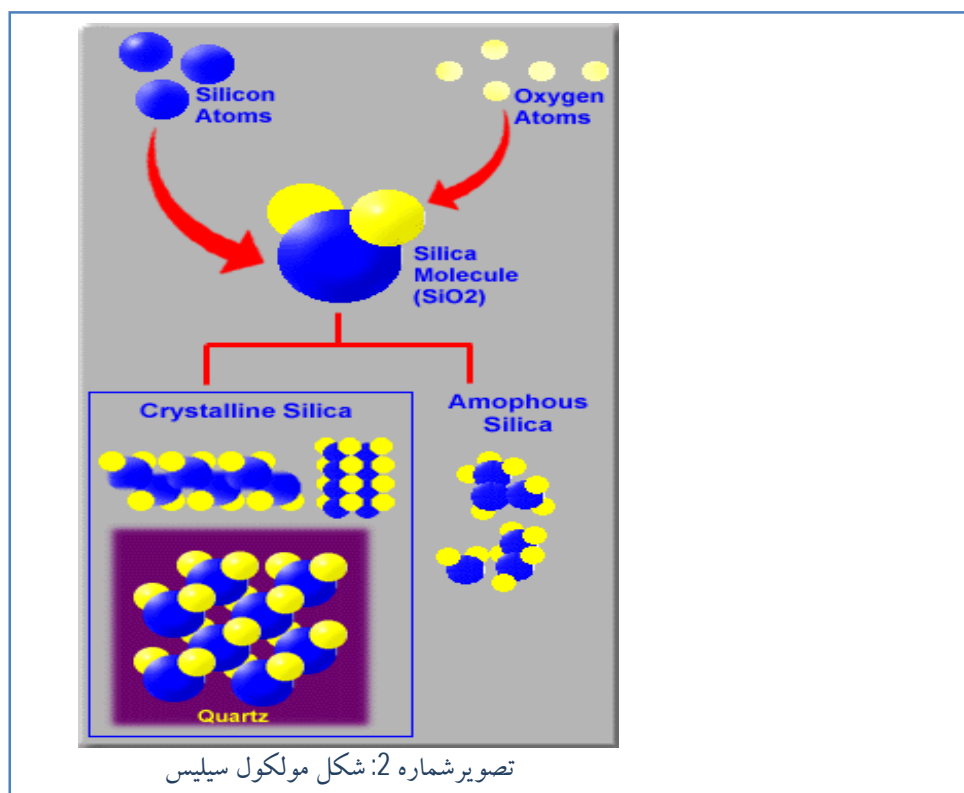 Silicon
Atoms
Oxygen
Atoms
Silica
Molecule
(SiO2)
Crystalline Silica
Amophous
Silica
Quartz
تصویرشماره 2: شکل مولکول سیلیس